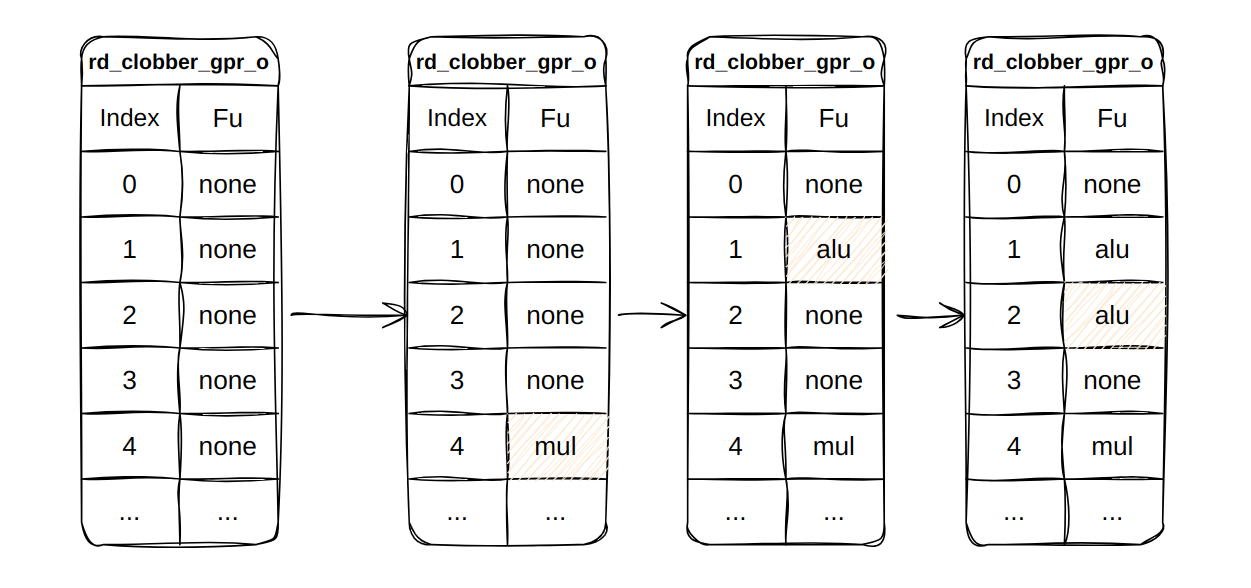 rd_clobber_gpr_o
Index Fu
0 none
1 none
2 none
3 none
4 none
... ...
rd_clobber_gpr_o
Index Fu
0 none
1 none
2 none
3 none
4 mul
... ...
rd_clobber_gpr_o
Index Fu
0 none
1 alu
2 none
3 none
4 mul
... ...
rd_clobber_gpr_o
Index Fu
0 none
1 alu
2 alu
3 none
4 mul
... ...